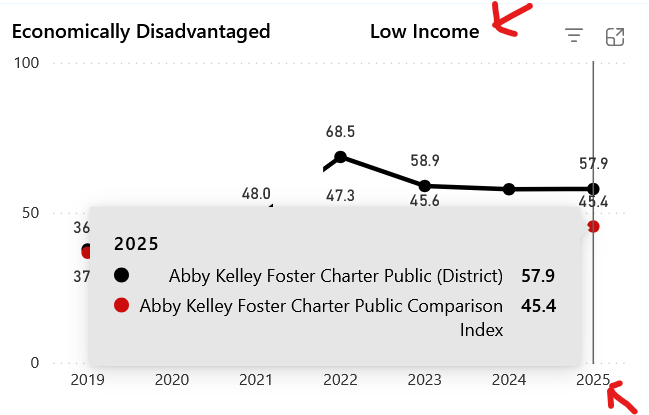 Economically Disadvantaged Low Income
100
68.5
58.9
57.9
48.0
47.3
45.6
45.4
50
36
2025
37
Abby Kelley Foster Charter Public (District) 57.9
Abby Kelley Foster Charter Public Comparison 45.4
Index
0
2019 2020 2021 2022 2023 2024 2025